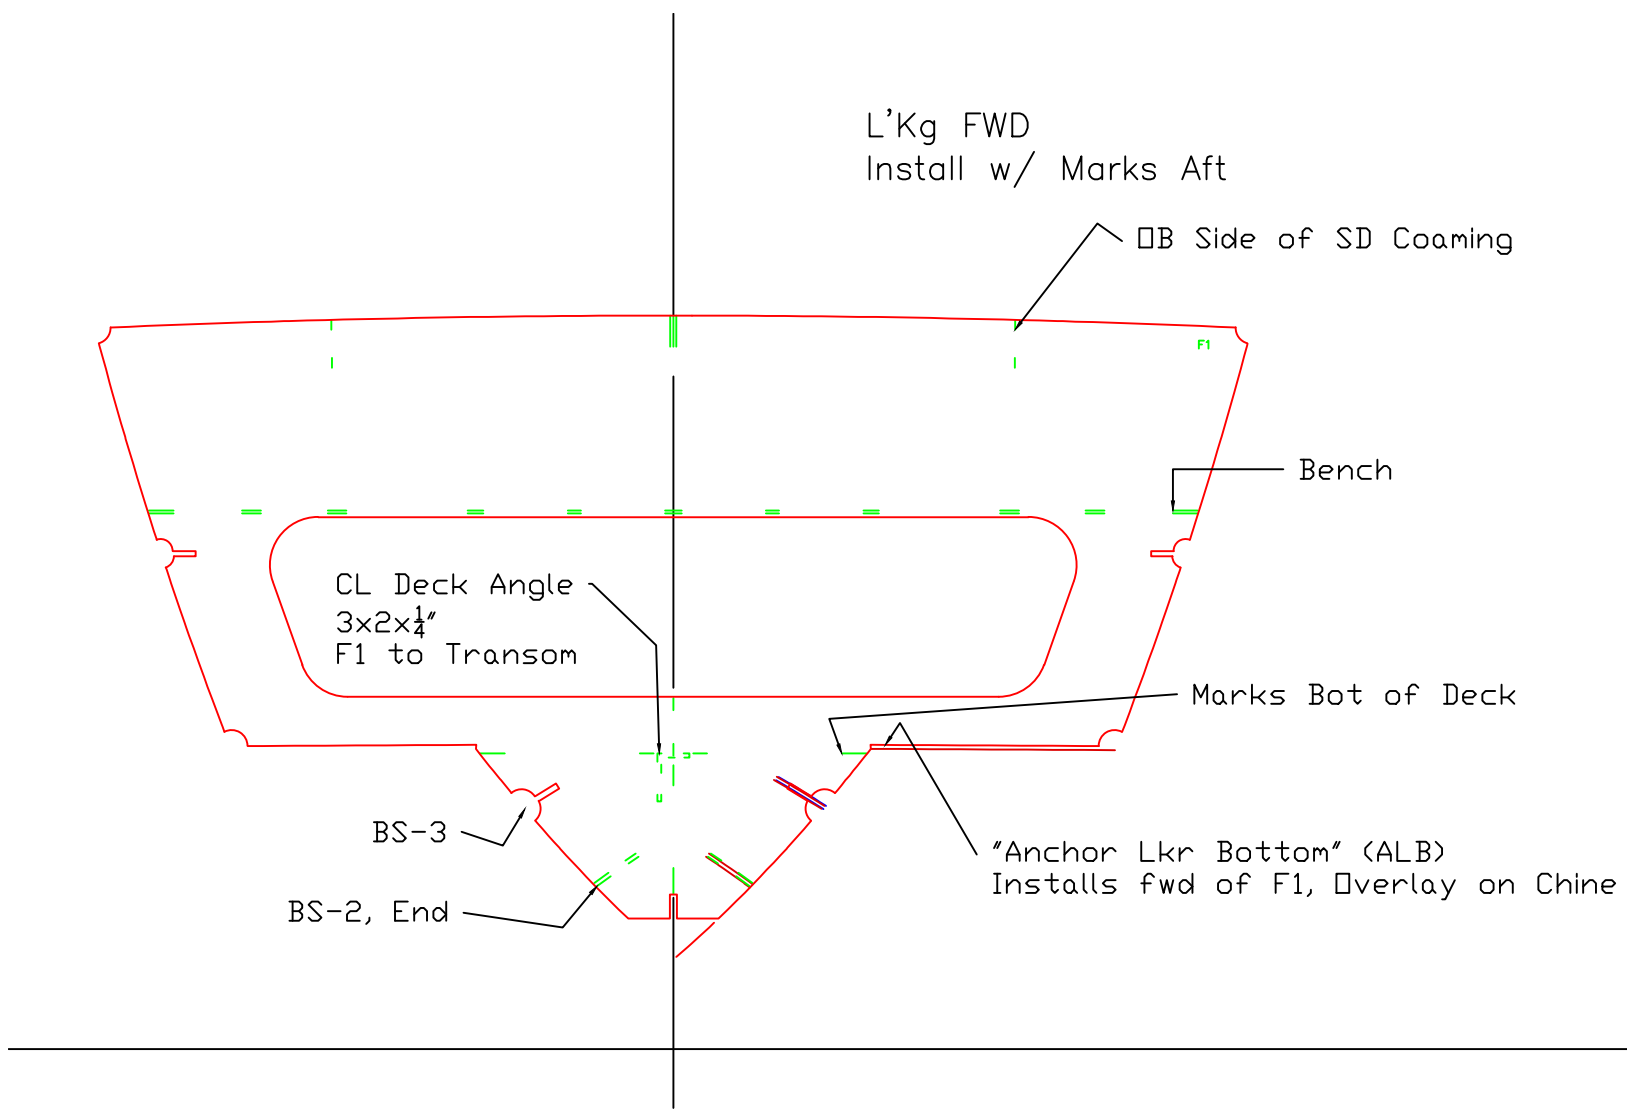 L'Kg FWD
Install w/ Marks Aft
OB Side of SD Coaming
F1
Bench
CL Deck Angle
3x2x1/4"
F1 to Transom
Marks Bot of Deck
BS-3
"Anchor Lkr Bottom" (ALB)
Installs fwd of F1, Overlay on Chine
BS-2, End